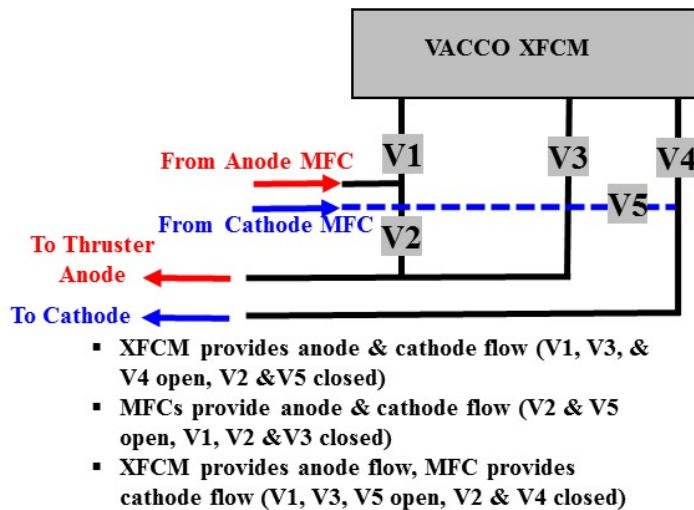 VACCO XFCM
V1
V3
V4
From Anode MFC
V5
From Cathode MFC
V2
To Thruster
Anode
To Cathode
▪ XFCM provides anode & cathode flow (V1, V3, &
V4 open, V2 &V5 closed)
▪ MFCs provide anode & cathode flow (V2 & V5
open, V1, V2 &V3 closed)
▪ XFCM provides anode flow, MFC provides
cathode flow (V1, V3, V5 open, V2 & V4 closed)